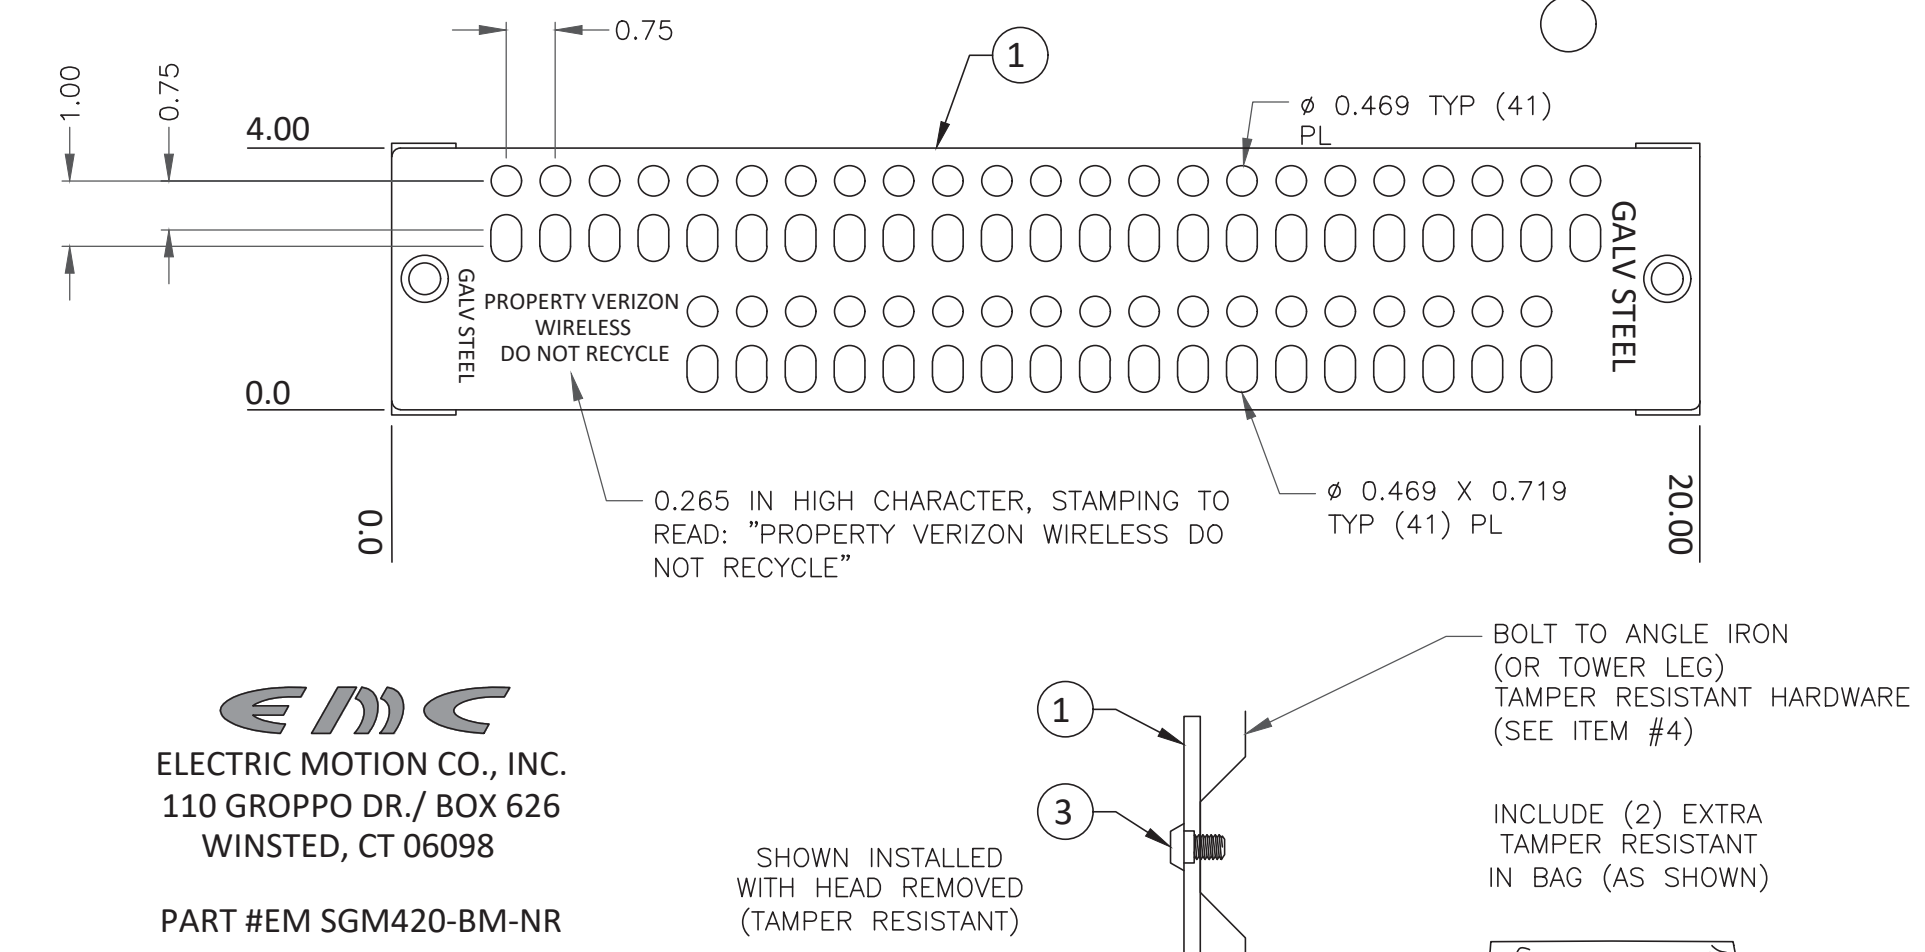 0.75
1.00
0.75
4.00
1
ø 0.469 TYP (41)
PL
GALV STEEL
GALV STEEL
PROPERTY VERIZON
WIRELESS
DO NOT RECYCLE
0.0
0.0
20.00
0.265 IN HIGH CHARACTER, STAMPING TO
READ: "PROPERTY VERIZON WIRELESS DO
NOT RECYCLE"
ø 0.469 X 0.719
TYP (41) PL
EMC
ELECTRIC MOTION CO., INC.
110 GROPPO DR./ BOX 626
WINSTED, CT 06098
PART #EM SGM420-BM-NR
1
3
SHOWN INSTALLED
WITH HEAD REMOVED
(TAMPER RESISTANT)
BOLT TO ANGLE IRON
(OR TOWER LEG)
TAMPER RESISTANT HARDWARE
(SEE ITEM #4)
INCLUDE (2) EXTRA
TAMPER RESISTANT
IN BAG (AS SHOWN)